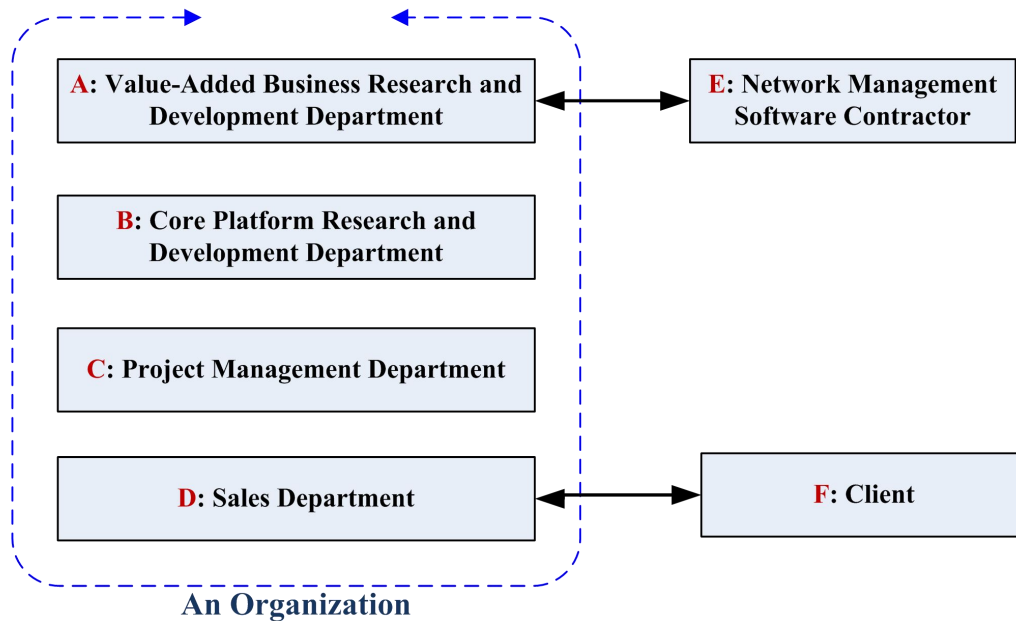 A: Value-Added Business Research and
Development Department
E: Network Management
Software Contractor
B: Core Platform Research and
Development Department
C: Project Management Department
D: Sales Department
F: Client
An Organization